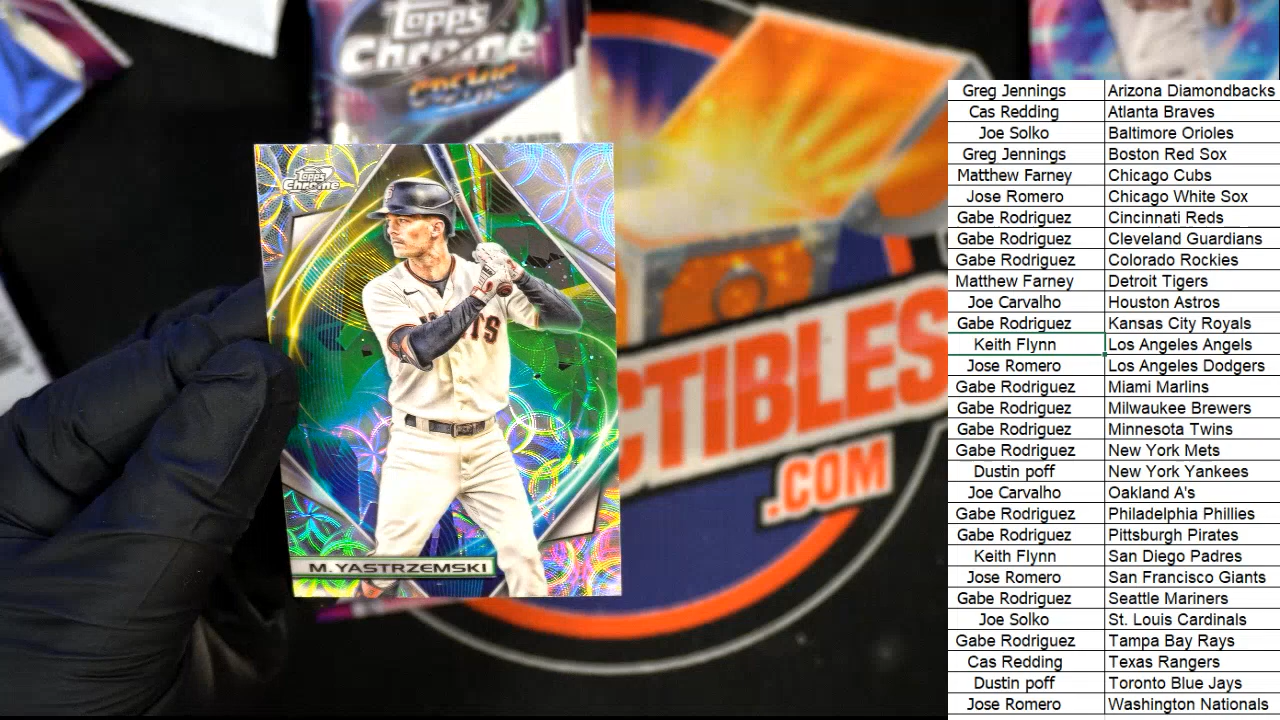 Topps
Chrome
COSMIC
CARDS
Topps
Chrome
M. YASTRZEMSKI
CTIBLES
.COM
Greg Jennings Arizona Diamondbacks
Cas Redding Atlanta Braves
Joe Solko Baltimore Orioles
Greg Jennings Boston Red Sox
Matthew Farney Chicago Cubs
Jose Romero Chicago White Sox
Gabe Rodriguez Cincinnati Reds
Gabe Rodriguez Cleveland Guardians
Gabe Rodriguez Colorado Rockies
Matthew Farney Detroit Tigers
Joe Carvalho Houston Astros
Gabe Rodriguez Kansas City Royals
Keith Flynn Los Angeles Angels
Jose Romero Los Angeles Dodgers
Gabe Rodriguez Miami Marlins
Gabe Rodriguez Milwaukee Brewers
Gabe Rodriguez Minnesota Twins
Gabe Rodriguez New York Mets
Dustin poff New York Yankees
Joe Carvalho Oakland A's
Gabe Rodriguez Philadelphia Phillies
Gabe Rodriguez Pittsburgh Pirates
Keith Flynn San Diego Padres
Jose Romero San Francisco Giants
Gabe Rodriguez Seattle Mariners
Joe Solko St. Louis Cardinals
Gabe Rodriguez Tampa Bay Rays
Cas Redding Texas Rangers
Dustin poff Toronto Blue Jays
Jose Romero Washington Nationals